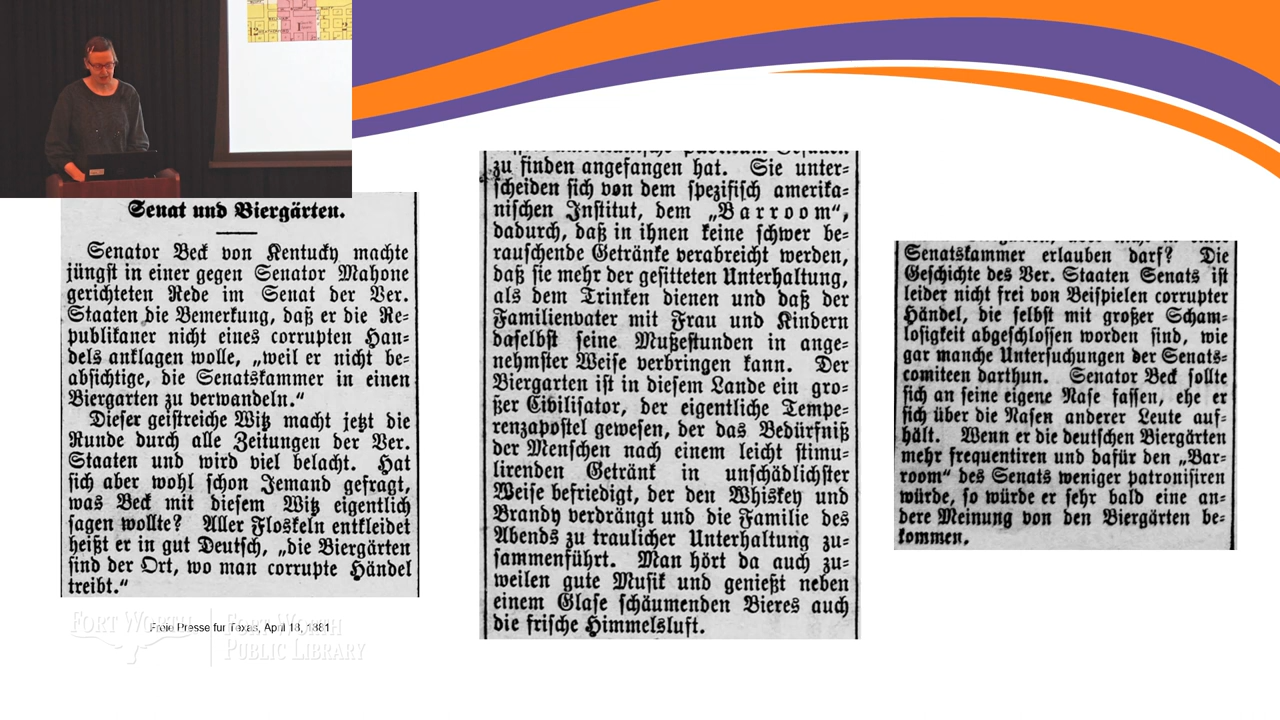 Senat und Biergärten.
Senator Beck von Kentucky machte
jüngst in einer gegen Senator Mahone
gerichteten Rede im Senat der Ver.
Staaten die Bemerkung, daß er die Re-
publikaner nicht eines corrupten Han-
dels anklagen wolle, „weil er nicht be-
absichtige, die Senatskammer in einen
Biergarten zu verwandeln.“
Dieser geistreiche Witz macht jetzt die
Runde durch alle Zeitungen der Ver.
Staaten und wird viel belacht. Hat
sich aber wohl schon Jemand gefragt,
was Beck mit diesem Witz eigentlich
sagen wollte? Aller Floskeln entkleidet
heißt er in gut Deutsch, „die Biergärten
sind der Ort, wo man corrupte Händel
treibt.“
Freie Presse fur Texas, April 18, 1881
FORT WORTH
FORT WORTH
PUBLIC LIBRARY
zu finden angefangen hat. Sie unter-
scheiden sich von dem spezifisch amerika-
nischen Institut, dem „Barroom“,
dadurch, daß in ihnen keine schwer be-
rauschende Getränke verabreicht werden,
daß sie mehr der gesitteten Unterhaltung,
als dem Trinken dienen und daß der
Familienvater mit Frau und Kindern
daselbst seine Mußestunden in ange-
nehmster Weise verbringen kann. Der
Biergarten ist in diesem Lande ein gro-
ßer Civilisator, der eigentliche Tempe-
renzapostel gewesen, der das Bedürfniß
der Menschen nach einem leicht stimu-
lirenden Getränk in unschädlichster
Weise befriedigt, der den Whiskey und
Brandy verdrängt und die Familie des
Abends zu traulicher Unterhaltung zu-
sammenführt. Man hört da auch zu-
weilen gute Musik und genießt neben
einem Glase schäumenden Bieres auch
die frische Himmelsluft.
Senatskammer erlauben darf? Die
Geschichte des Ver. Staaten Senats ist
leider nicht frei von Beispielen corrupter
Händel, die selbst mit großer Scham-
losigkeit abgeschlossen worden sind, wie
gar manche Untersuchungen der Senats-
comiteen darthun. Senator Beck sollte
sich an seine eigene Nase fassen, ehe er
sich über die Nasen anderer Leute auf-
hält. Wenn er die deutschen Biergärten
mehr frequentiren und dafür den „Bar-
room“ des Senats weniger patronisiren
würde, so würde er sehr bald eine an-
dere Meinung von den Biergärten be-
kommen.